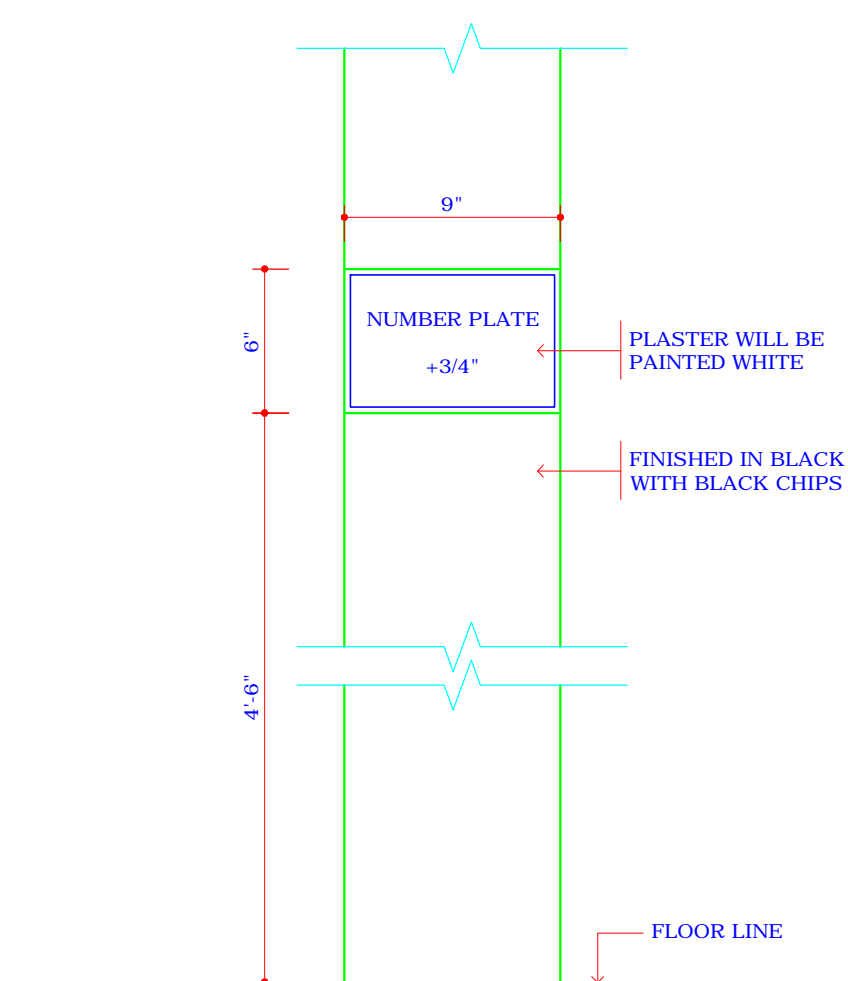 9"
6"
NUMBER PLATE
+3/4"
PLASTER WILL BE
PAINTED WHITE
FINISHED IN BLACK
WITH BLACK CHIPS
4'-6"
FLOOR LINE